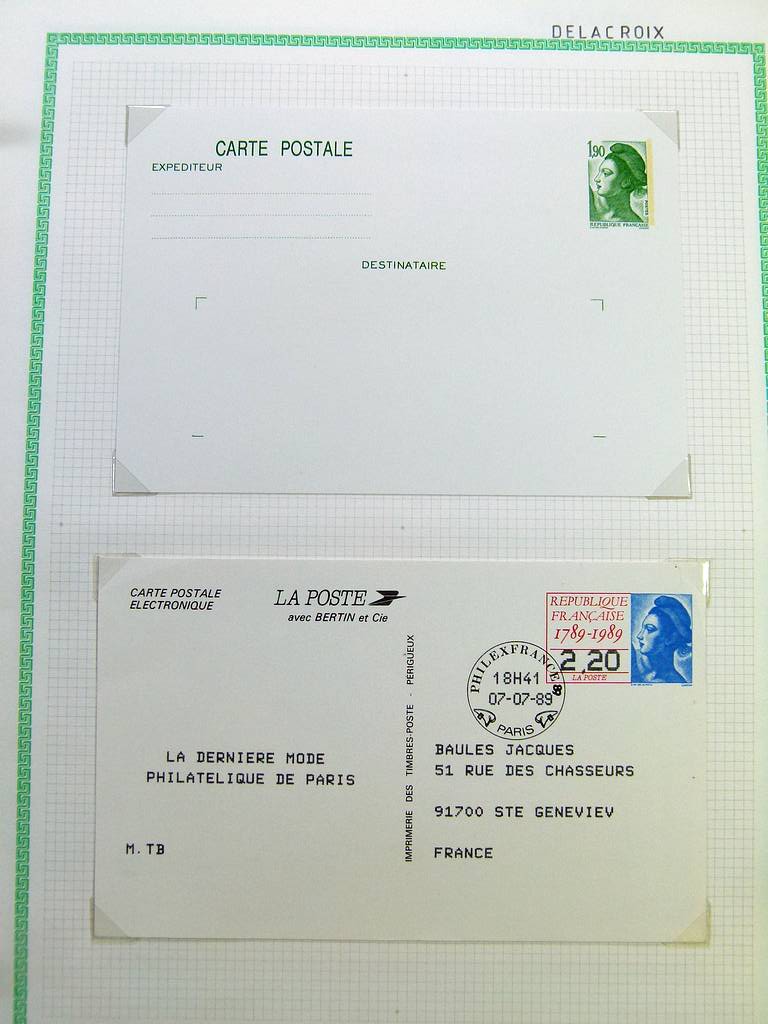 DELACROIX
CARTE POSTALE
EXPEDITEUR
1,90
POSTES
REPUBLIQUE FRANÇAISE
DESTINATAIRE
CARTE POSTALE
ELECTRONIQUE
LA POSTE
avec BERTIN et Cie
REPUBLIQUE
FRANÇAISE
1789-1989
2,20
LA POSTE
PHILEXFRANCE 89
18H41
07-07-89
PARIS
IMPRIMERIE DES TIMBRES-POSTE - PÉRIGUEUX
LA DERNIERE MODE
PHILATELIQUE DE PARIS
M.TB
BAULES JACQUES
51 RUE DES CHASSEURS
91700 STE GENEVIEV
FRANCE